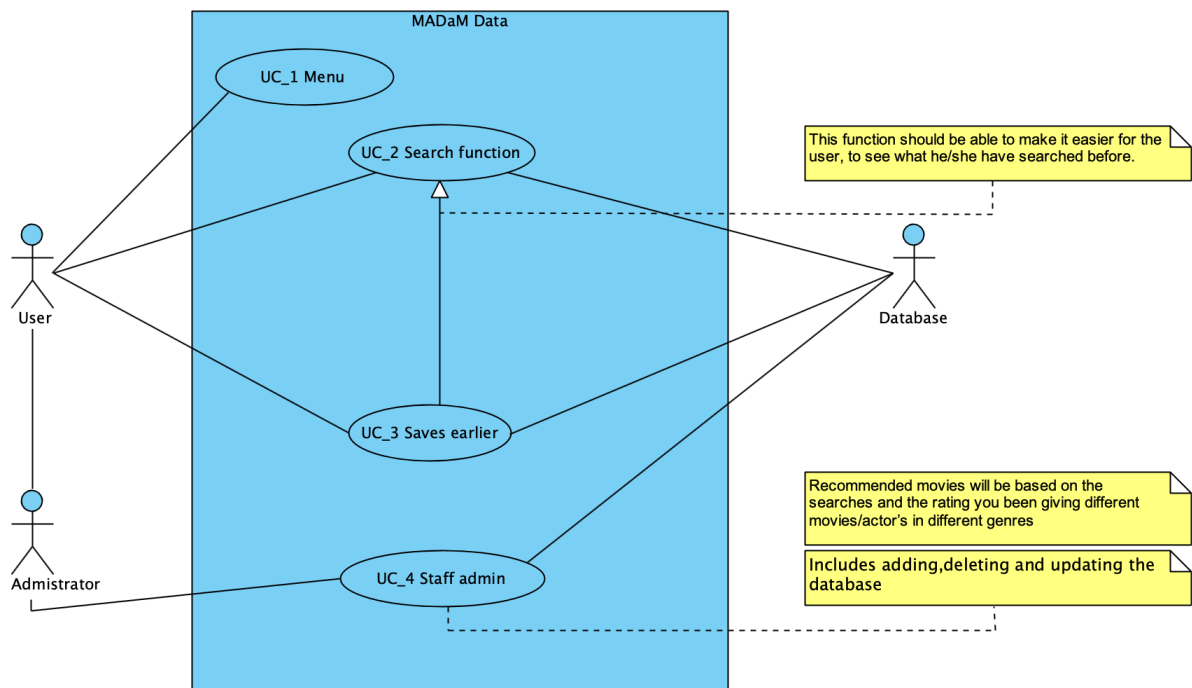 MADaM Data
UC_1 Menu
UC_2 Search function
This function should be able to make it easier for the
user, to see what he/she have searched before.
User
Database
UC_3 Saves earlier
Recommended movies will be based on the
searches and the rating you been giving different
movies/actor's in different genres
Admistrator
UC_4 Staff admin
Includes adding,deleting and updating the
database